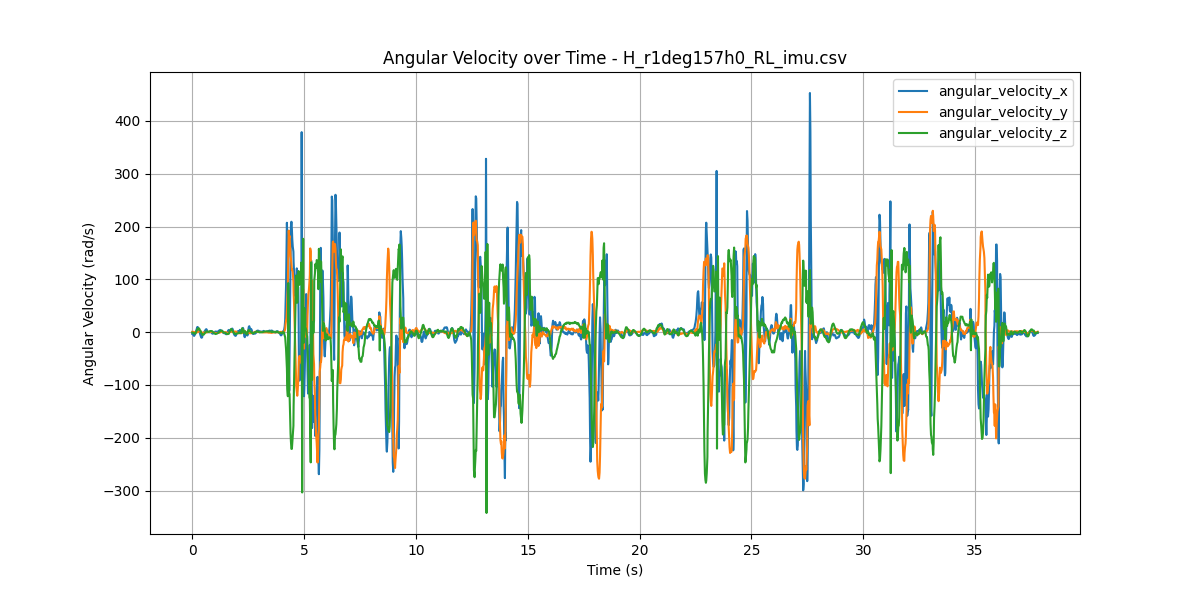 Angular Velocity over Time - H_r1deg157h0_RL_imu.csv
angular_velocity_x
angular_velocity_y
angular_velocity_z
Angular Velocity (rad/s)
400
300
200
100
0
−100
−200
−300
0 5 10 15 20 25 30 35
Time (s)